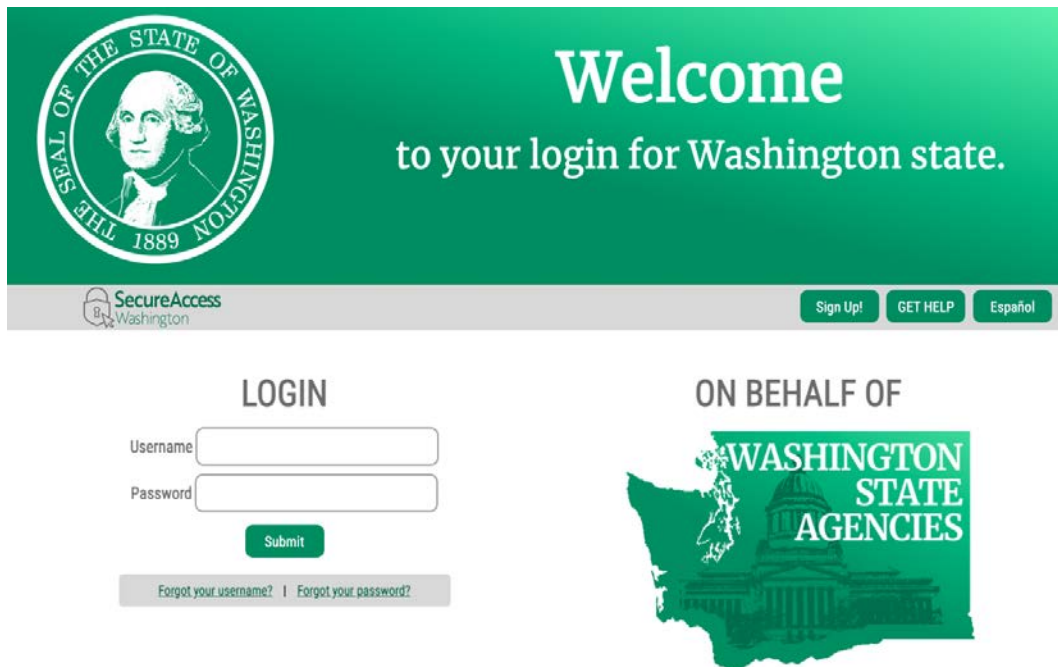 THE SEAL OF THE STATE OF WASHINGTON
1889
Welcome
to your login for Washington state.
SecureAccess
Washington
Sign Up!
GET HELP
Español
LOGIN
Username
Password
Submit
Forgot your username? | Forgot your password?
ON BEHALF OF
WASHINGTON
STATE
AGENCIES